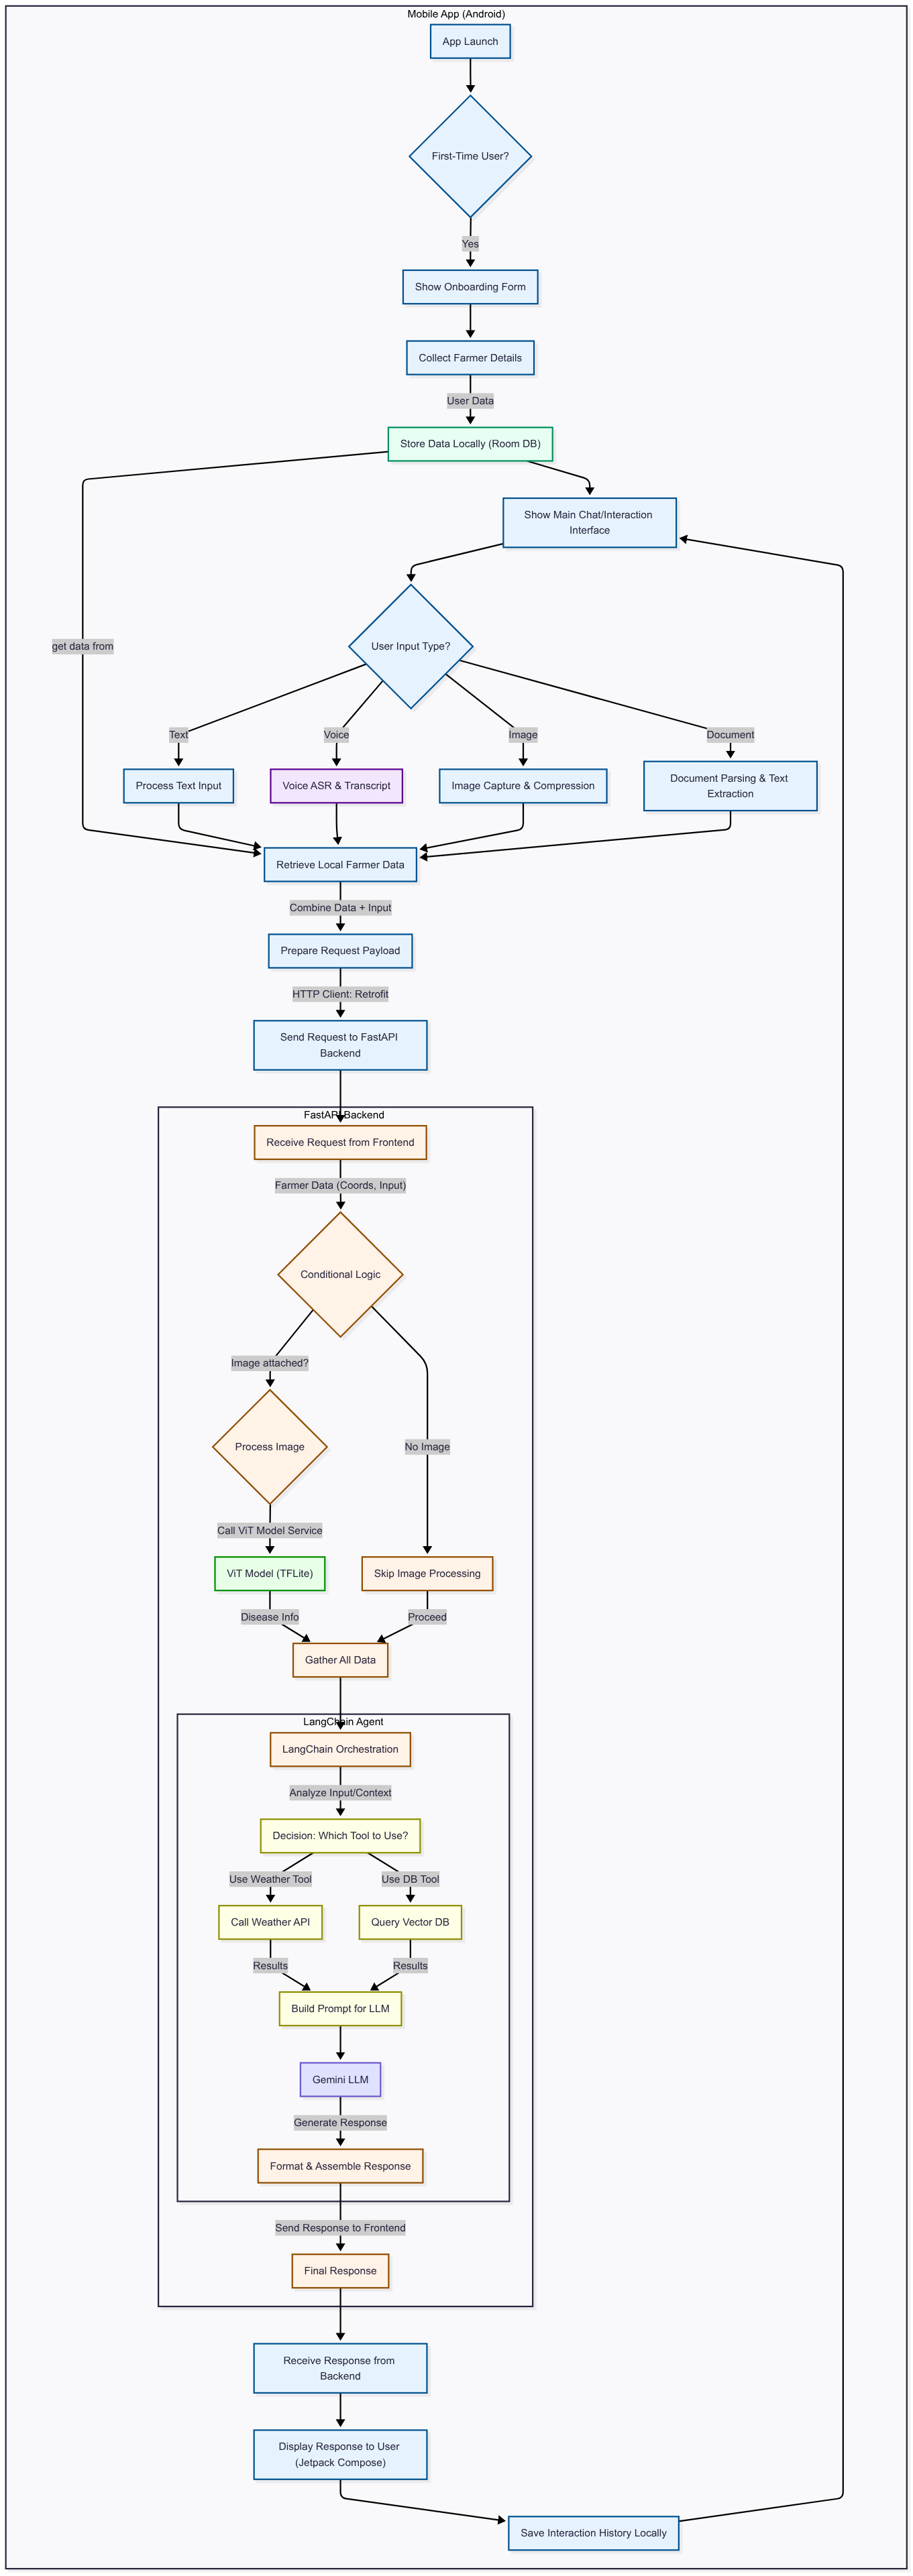 Mobile App (Android)
App Launch
First-Time User?
Yes
Show Onboarding Form
Collect Farmer Details
User Data
Store Data Locally (Room DB)
Show Main Chat/Interaction
Interface
get data from
User Input Type?
Text
Voice
Image
Document
Process Text Input
Voice ASR & Transcript
Image Capture & Compression
Document Parsing & Text
Extraction
Retrieve Local Farmer Data
Combine Data + Input
Prepare Request Payload
HTTP Client: Retrofit
Send Request to FastAPI
Backend
FastAPI Backend
Receive Request from Frontend
Farmer Data (Coords, Input)
Conditional Logic
Image attached?
Process Image
No Image
Call ViT Model Service
ViT Model (TFLite)
Skip Image Processing
Disease Info
Proceed
Gather All Data
LangChain Agent
LangChain Orchestration
Analyze Input/Context
Decision: Which Tool to Use?
Use Weather Tool
Use DB Tool
Call Weather API
Query Vector DB
Results
Results
Build Prompt for LLM
Gemini LLM
Generate Response
Format & Assemble Response
Send Response to Frontend
Final Response
Receive Response from
Backend
Display Response to User
(Jetpack Compose)
Save Interaction History Locally